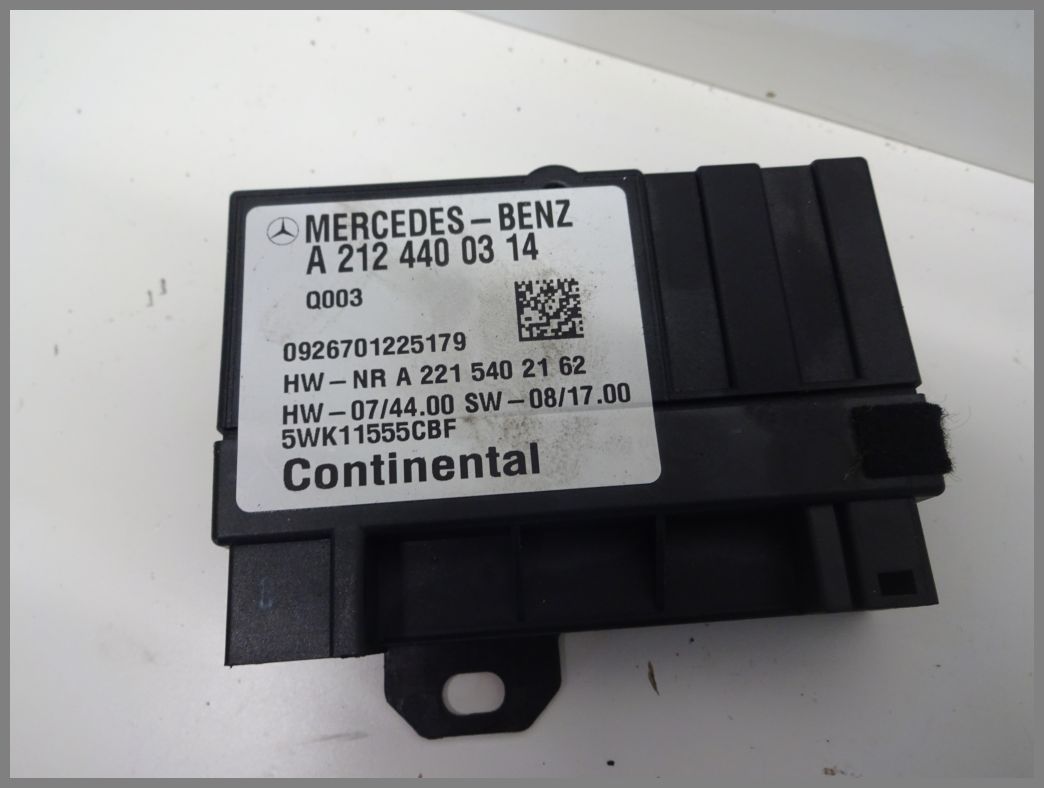 MERCEDES-BENZ
A 212 440 03 14
Q003
0926701225179
HW-NR A 221 540 21 62
HW-07/44.00 SW-08/17.00
5WK11555CBF
Continental